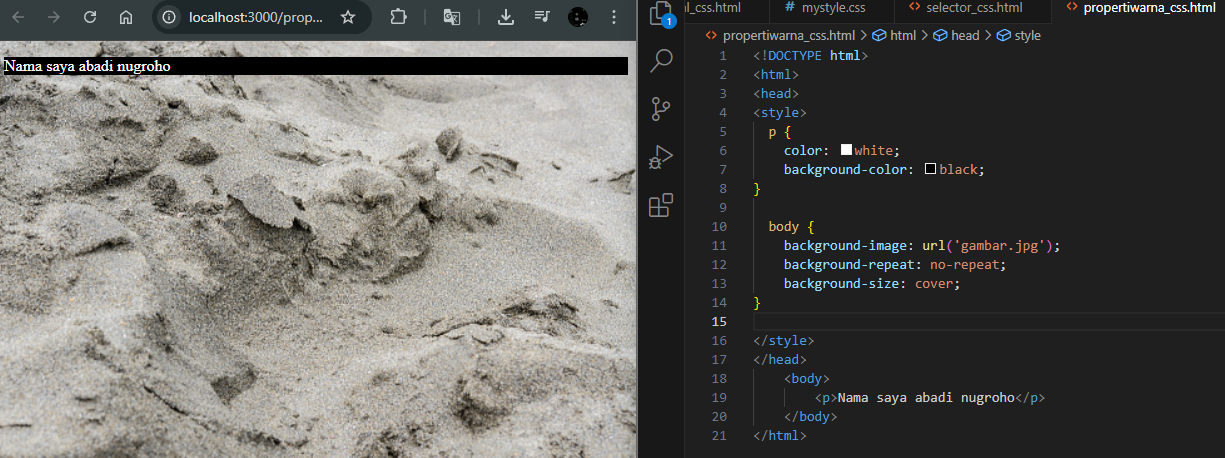 localhost:3000/prop...
Nama saya abadi nugroho
1
l_css.html
# mystyle.css
<> selector_css.html
<> propertiwarna_css.html
<> propertiwarna_css.html > html > head > style
1 <!DOCTYPE html>
2 <html>
3 <head>
4 <style>
5 p {
6 color: white;
7 background-color: black;
8 }
9
10 body {
11 background-image: url('gambar.jpg');
12 background-repeat: no-repeat;
13 background-size: cover;
14 }
15
16 </style>
17 </head>
18 <body>
19 <p>Nama saya abadi nugroho</p>
20 </body>
21 </html>